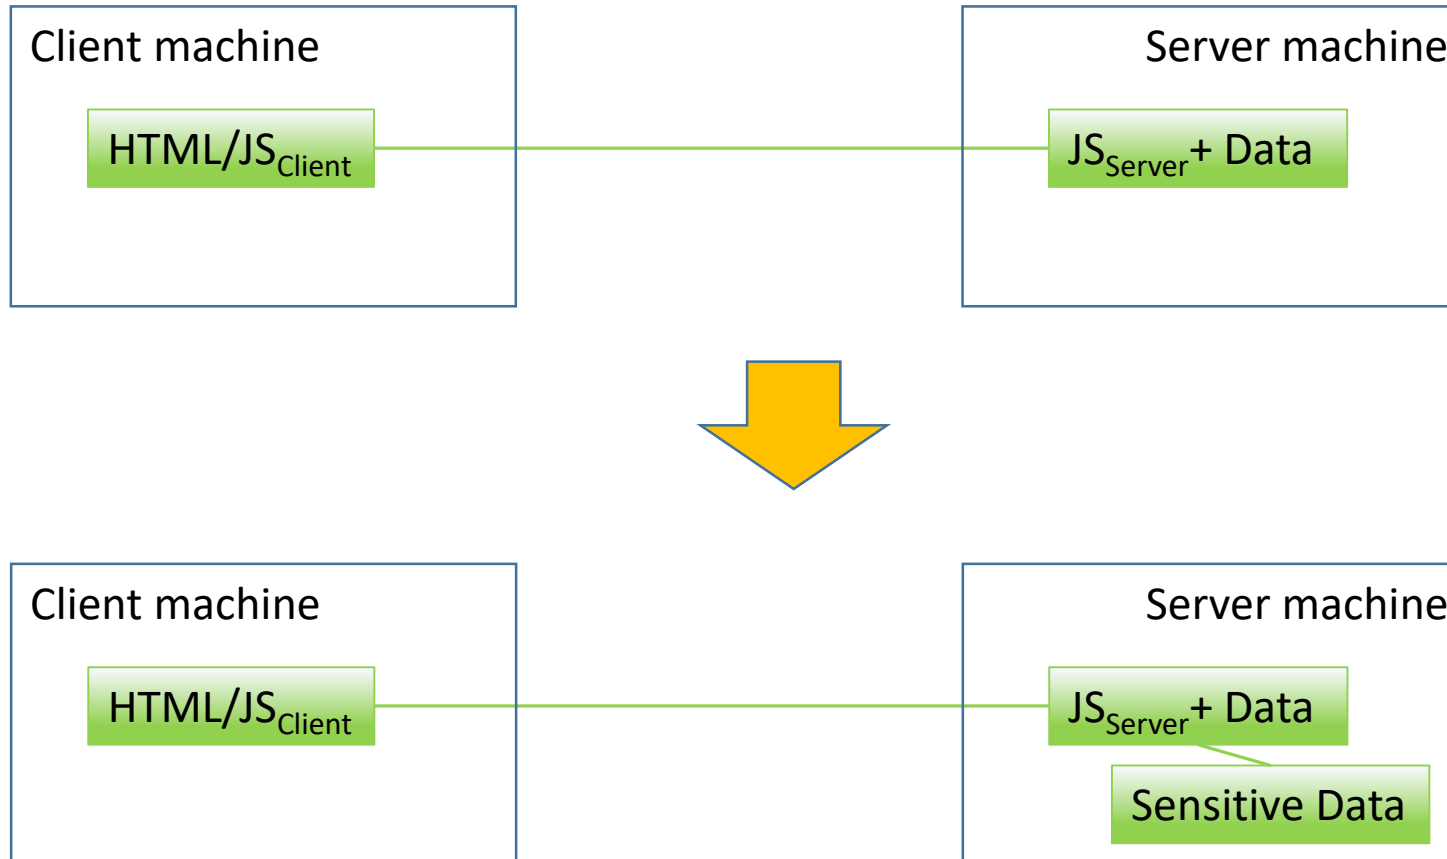 Client machine
Server machine
HTML/JSClient
JSServer+ Data
Client machine
Server machine
HTML/JSClient
JSServer+ Data
Sensitive Data